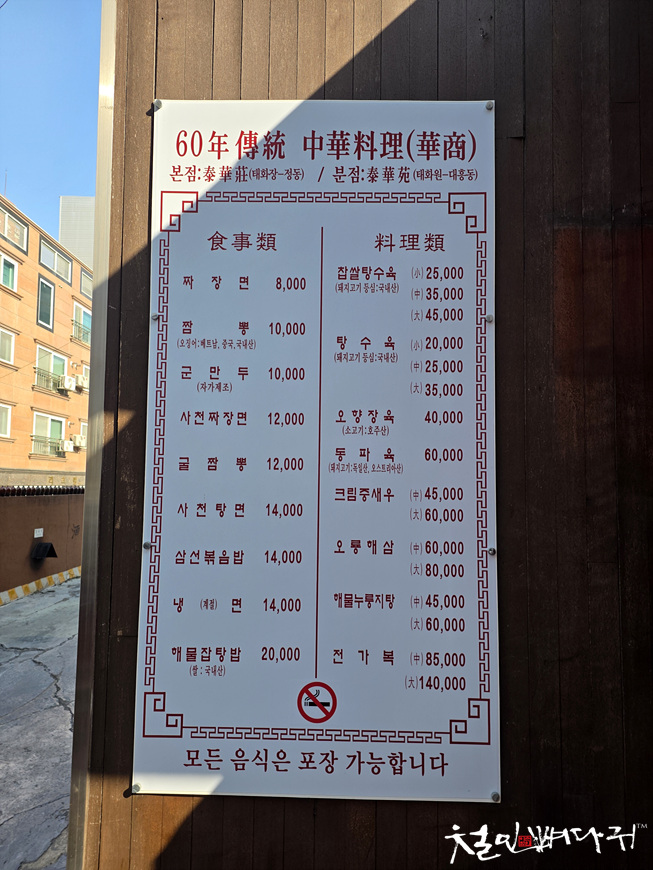 60年 傳統 中華料理(華商)
본점:泰華莊(태화장-정동) / 분점:泰華苑(태화원-대흥동)
食事類
짜장면 8,000
짬뽕 10,000
(오징어:베트남, 중국, 국내산)
군만두 10,000
(자가제조)
사천짜장면 12,000
굴짬뽕 12,000
사천탕면 14,000
삼선볶음밥 14,000
냉(계절)면 14,000
해물잡탕밥 20,000
(쌀 : 국내산)
料理類
찹쌀탕수육 (小) 25,000
(돼지고기 등심:국내산) (中) 35,000
(大) 45,000
탕수육 (小) 20,000
(돼지고기 등심:국내산) (中) 25,000
(大) 35,000
오향장육 40,000
(소고기:호주산)
동파육 60,000
(돼지고기:독일산, 오스트리아산)
크림중새우 (中) 45,000
(大) 60,000
오룡해삼 (中) 60,000
(大) 80,000
해물누룽지탕 (中) 45,000
(大) 60,000
전가복 (中) 85,000
(大) 140,000
모든 음식은 포장 가능합니다
철인뻐다귀™